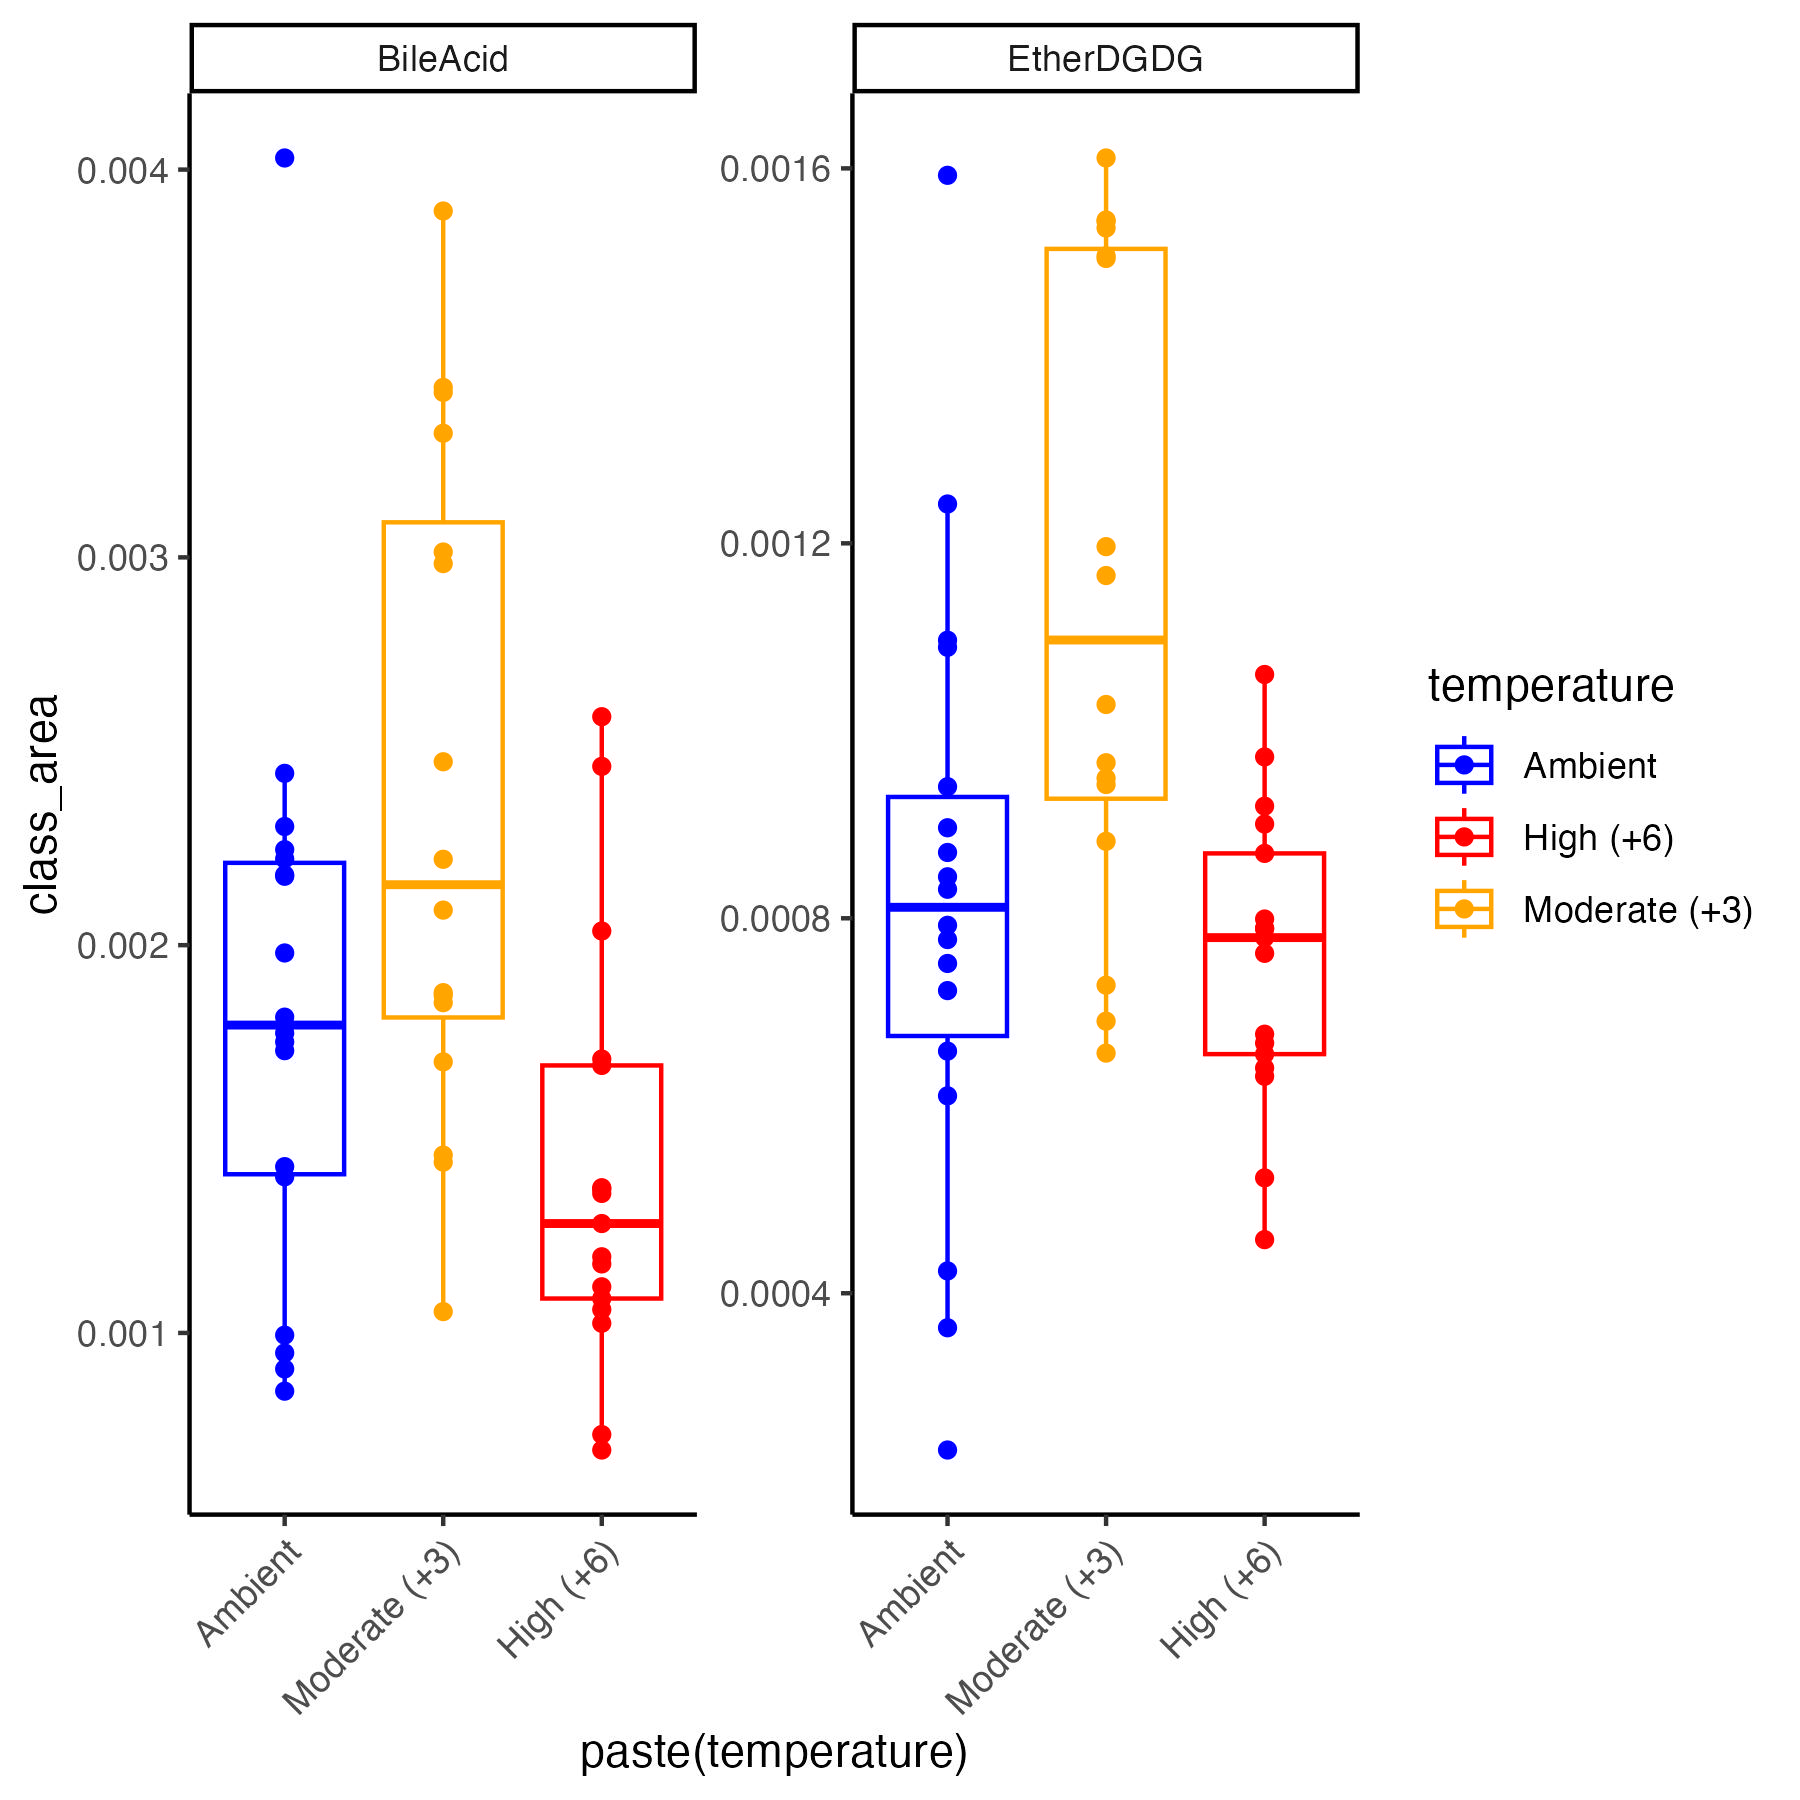 BileAcid
EtherDGDG
class_area
0.004
0.003
0.002
0.001
0.0016
0.0012
0.0008
0.0004
Ambient
Moderate (+3)
High (+6)
Ambient
Moderate (+3)
High (+6)
paste(temperature)
temperature
Ambient
High (+6)
Moderate (+3)